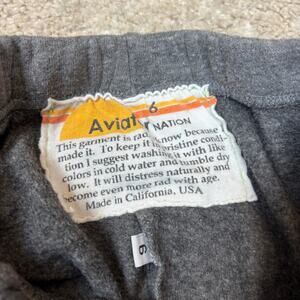 6
Aviat NATION
This garment is rad know because
made it. To keep it pristine condi-
tion I suggest washing it with like
colors in cold water and tumble dry
low. It will distress naturally and
become even more rad with age.
Made in California, USA
6